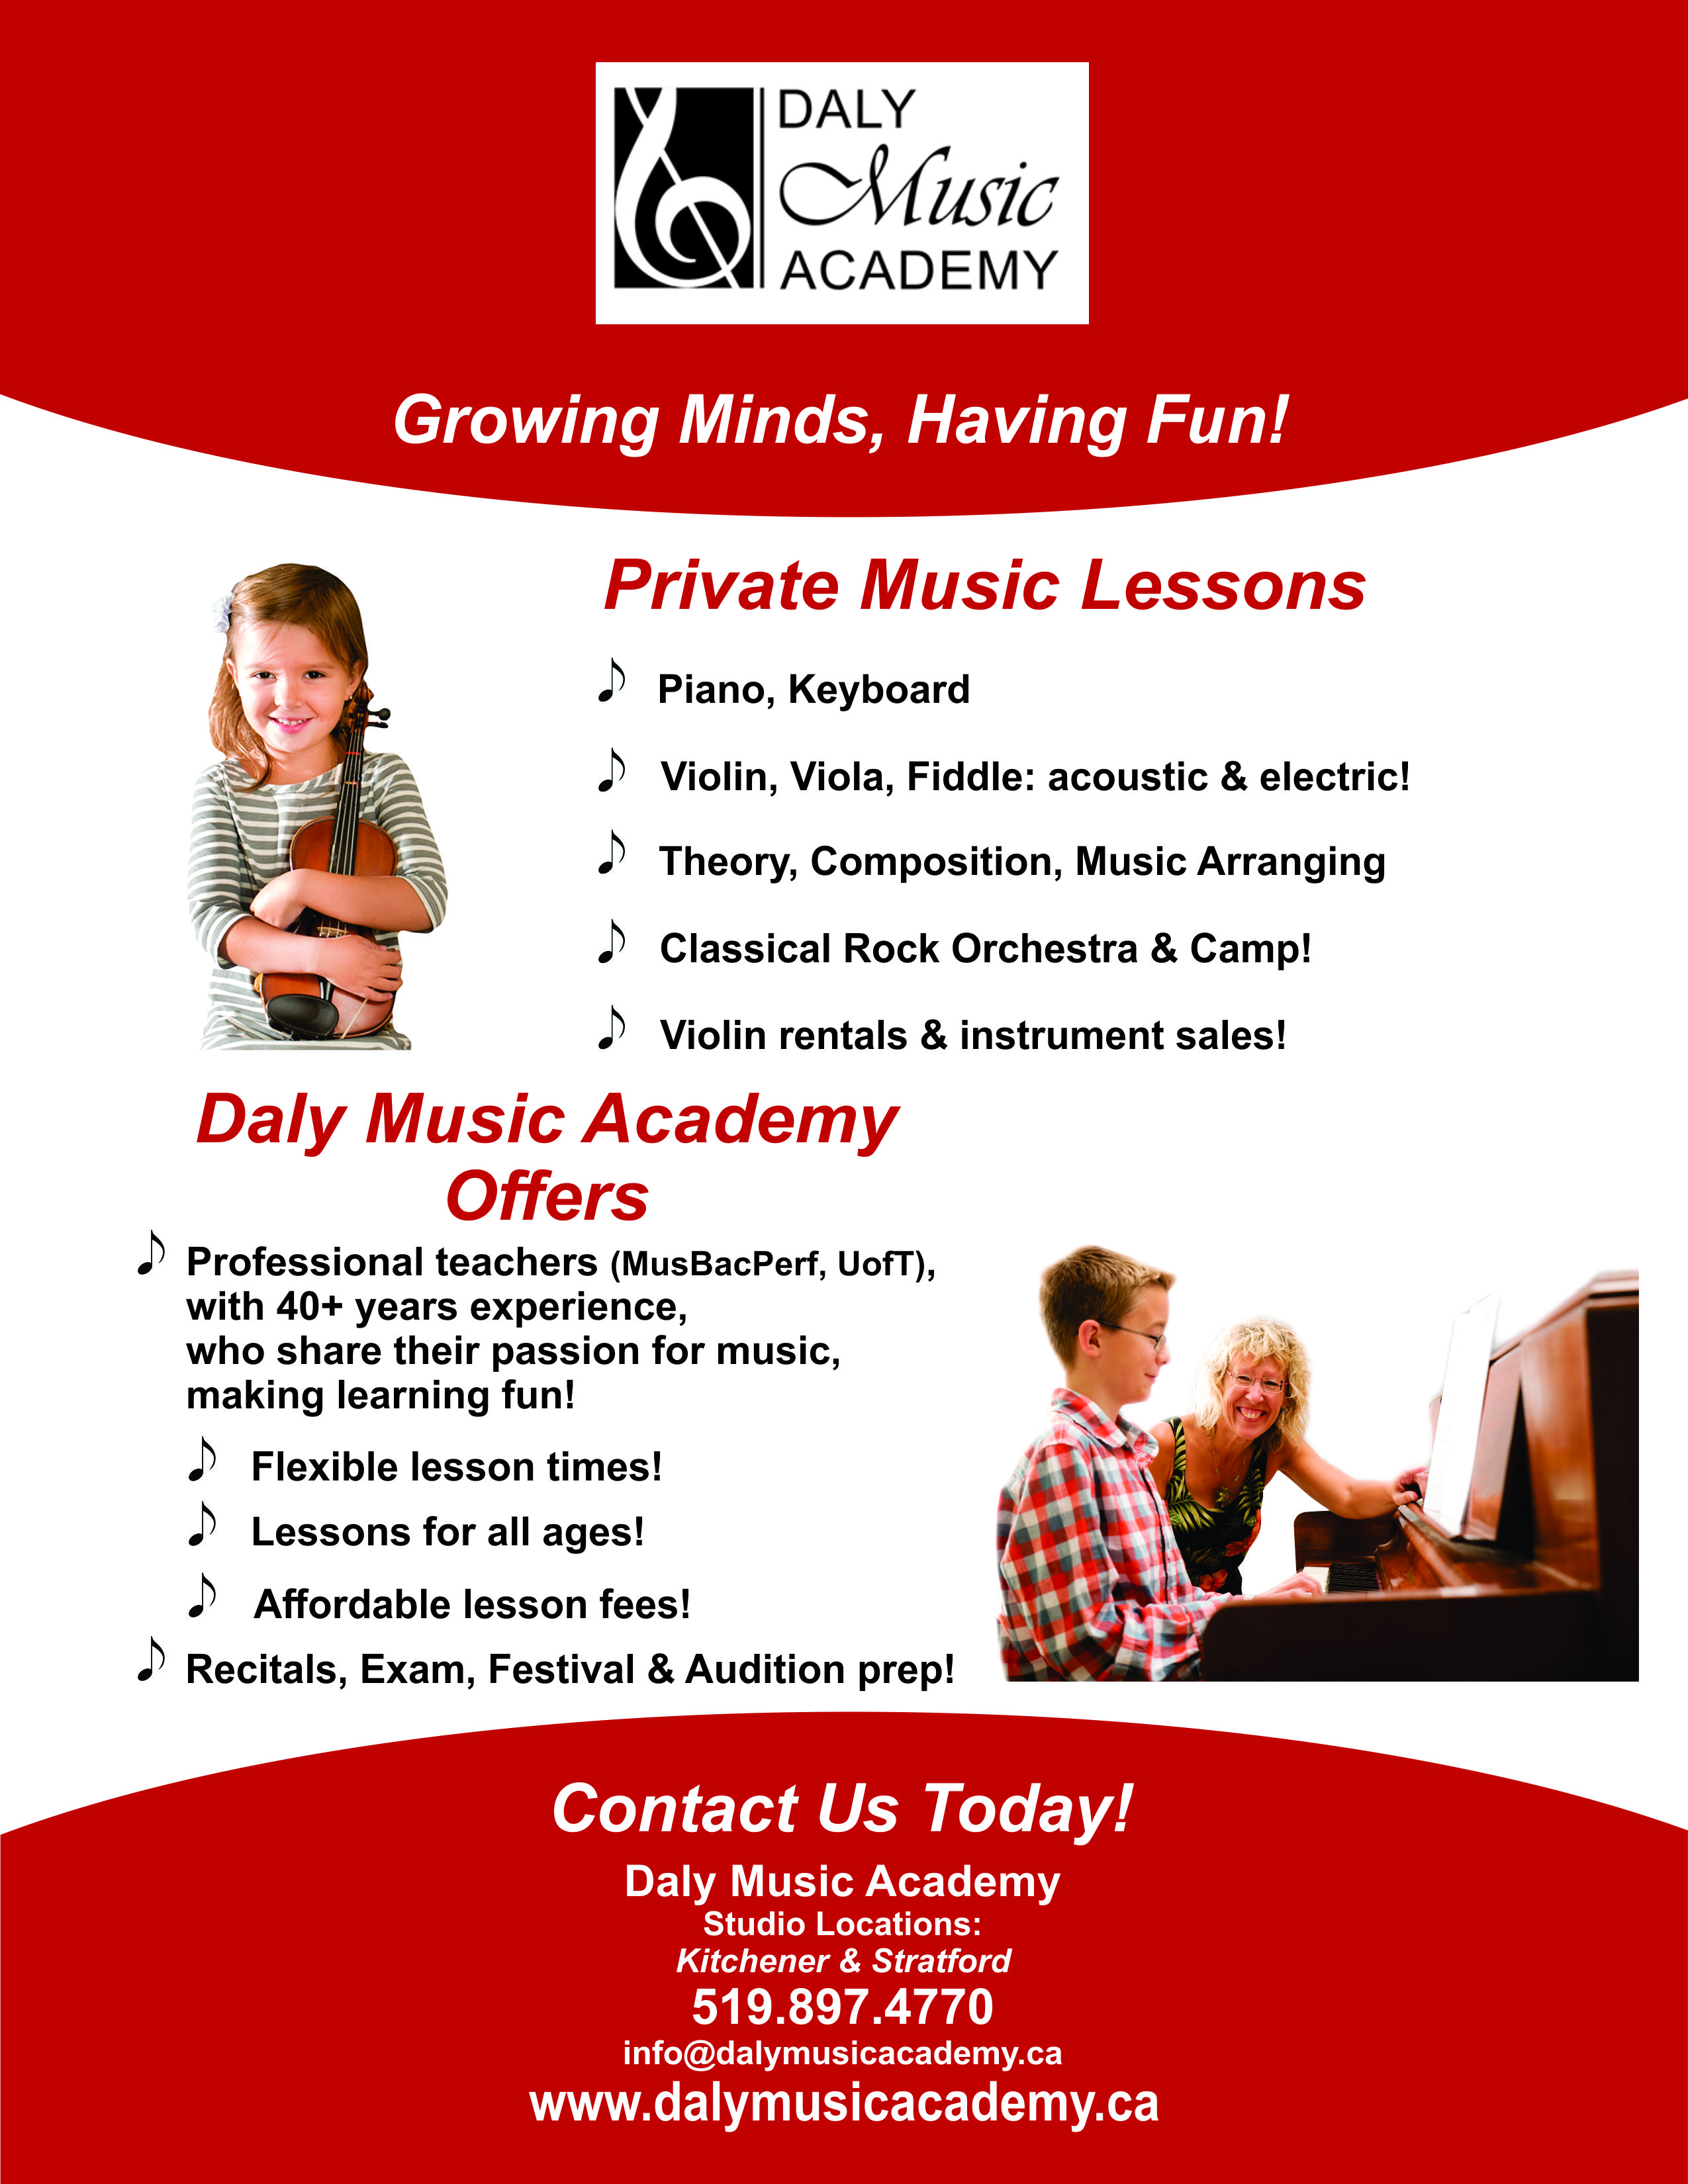 DALY
Music
ACADEMY
Growing Minds, Having Fun!
Private Music Lessons
Piano, Keyboard
Violin, Viola, Fiddle: acoustic & electric!
Theory, Composition, Music Arranging
Classical Rock Orchestra & Camp!
Violin rentals & instrument sales!
Daly Music Academy
Offers
Professional teachers (MusBacPerf, UofT),
with 40+ years experience,
who share their passion for music,
making learning fun!
Flexible lesson times!
Lessons for all ages!
Affordable lesson fees!
Recitals, Exam, Festival & Audition prep!
Contact Us Today!
Daly Music Academy
Studio Locations:
Kitchener & Stratford
519.897.4770
info@dalymusicacademy.ca
www.dalymusicacademy.ca